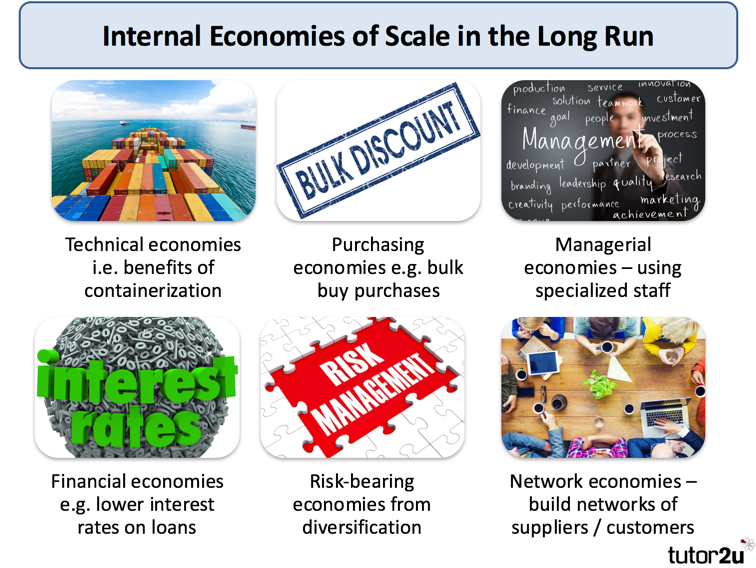 Internal Economies of Scale in the Long Run
BULK DISCOUNT
production service innovation
solution teamwork customer
finance goal people investment
Management process
development partner project
branding leadership quality research
creativity performance marketing
achievement
Technical economies
i.e. benefits of
containerization
Purchasing
economies e.g. bulk
buy purchases
Managerial
economies – using
specialized staff
interest
rates
RISK
MANAGEMENT
Financial economies
e.g. lower interest
rates on loans
Risk-bearing
economies from
diversification
Network economies –
build networks of
suppliers / customers
tutor2u